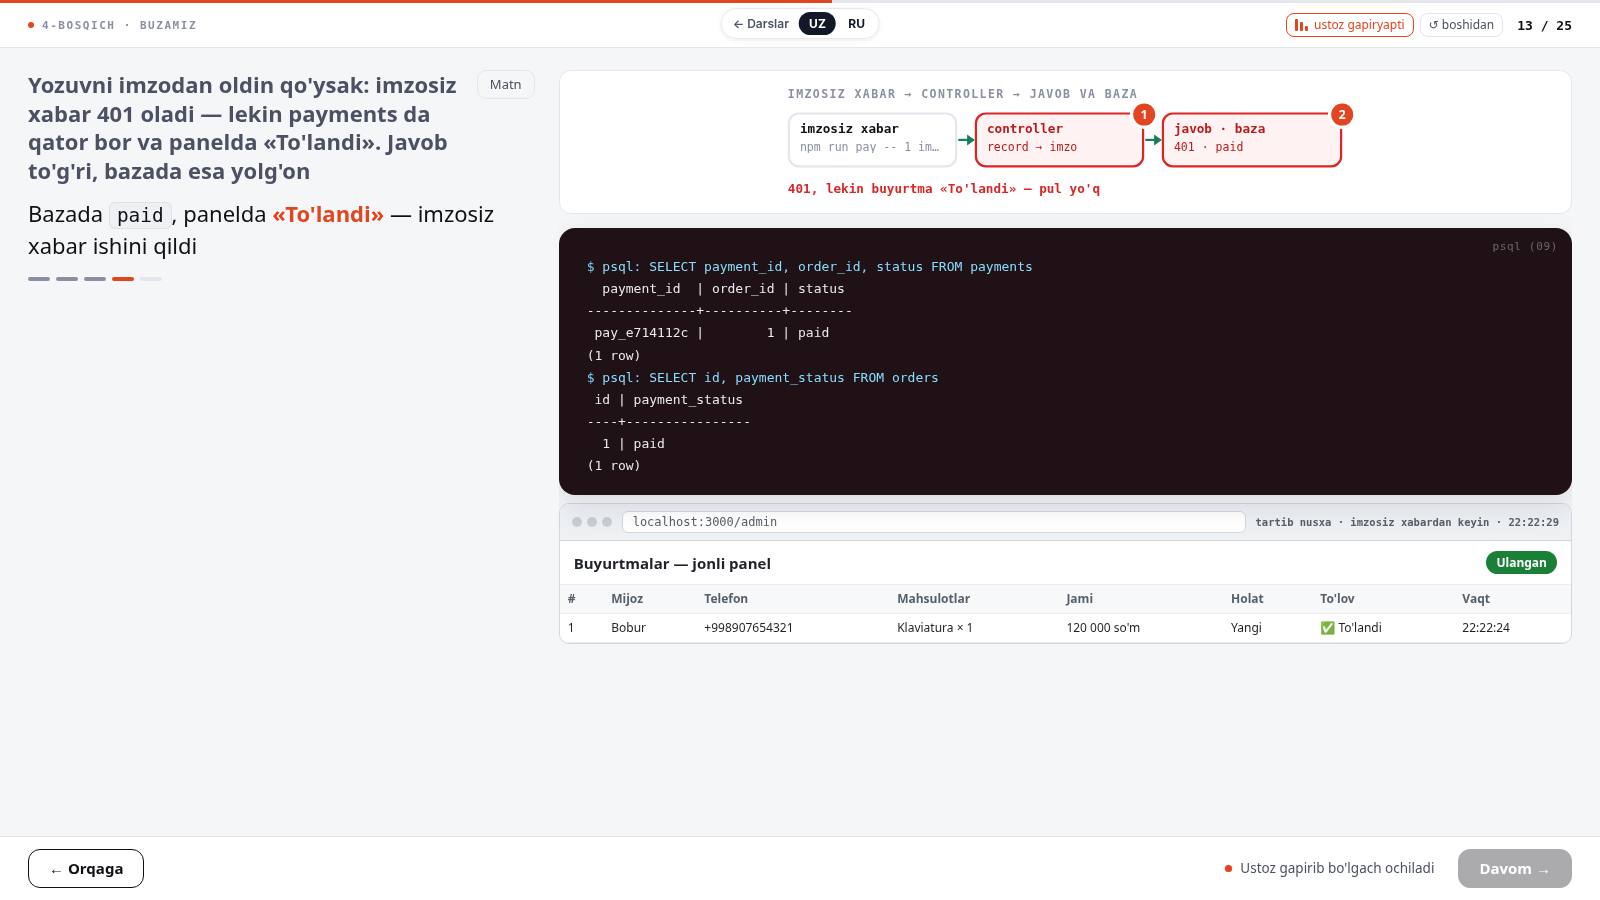 4-BOSQICH · BUZAMIZ
← Darslar UZ RU
ustoz gapiryapti
↺ boshidan
13 / 25
Yozuvni imzodan oldin qo'ysak: imzosiz
xabar 401 oladi — lekin payments da
qator bor va panelda «To'landi». Javob
to'g'ri, bazada esa yolg'on
Matn
Bazada paid, panelda «To'landi» — imzosiz
xabar ishini qildi
IMZOSIZ XABAR → CONTROLLER → JAVOB VA BAZA
imzosiz xabar
npm run pay -- 1 im…
1
controller
record → imzo
2
javob · baza
401 · paid
401, lekin buyurtma «To'landi» — pul yo'q
psql (09)
$ psql: SELECT payment_id, order_id, status FROM payments
payment_id | order_id | status
--------------+----------+--------
pay_e714112c | 1 | paid
(1 row)
$ psql: SELECT id, payment_status FROM orders
id | payment_status
----+----------------
1 | paid
(1 row)
localhost:3000/admin
tartib nusxa · imzosiz xabardan keyin · 22:22:29
Buyurtmalar — jonli panel
Ulangan
# Mijoz Telefon Mahsulotlar Jami Holat To'lov Vaqt
1 Bobur +998907654321 Klaviatura × 1 120 000 so'm Yangi ✅ To'landi 22:22:24
← Orqaga
Ustoz gapirib bo'lgach ochiladi
Davom →